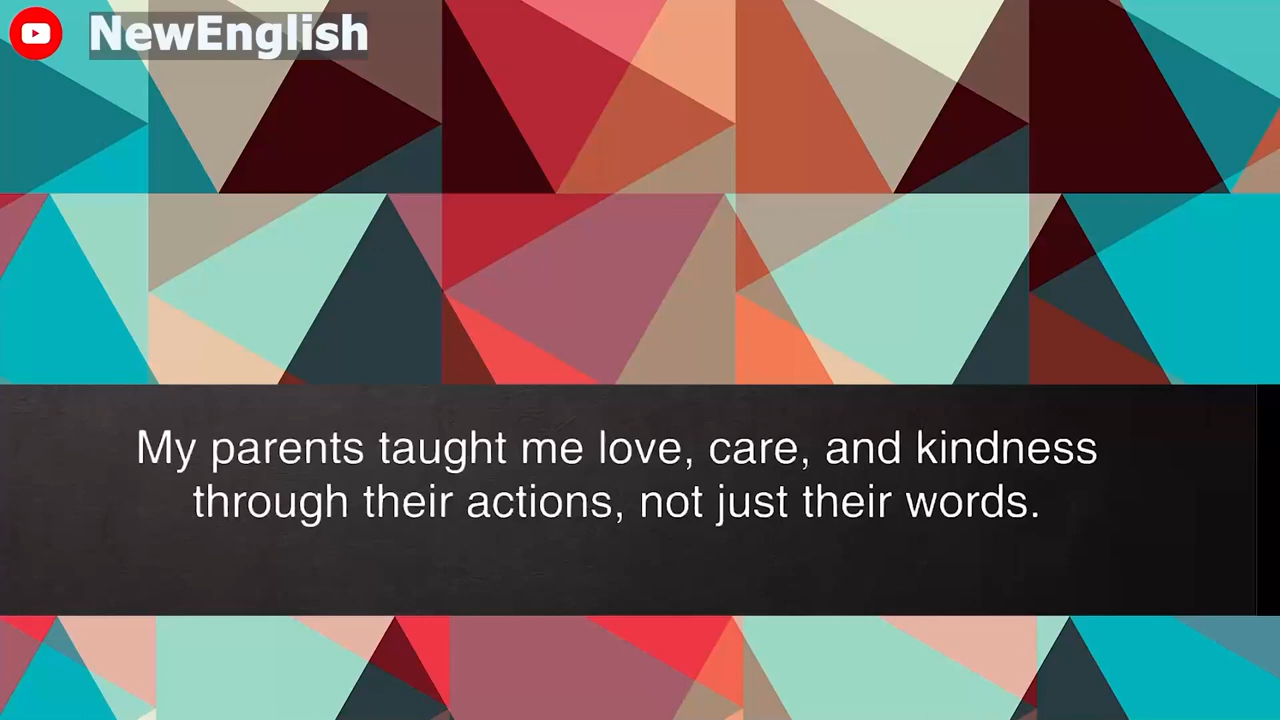 NewEnglish
My parents taught me love, care, and kindness
through their actions, not just their words.